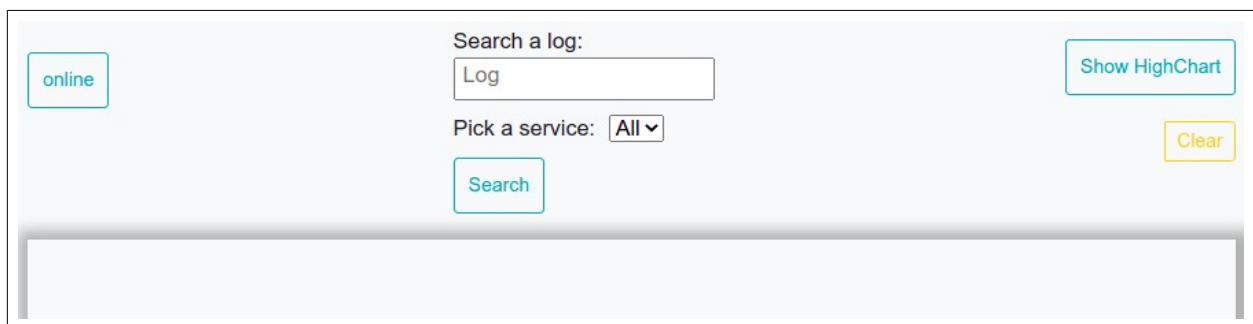 Search a log:
online
Log
Show HighChart
Pick a service: All
Clear
Search